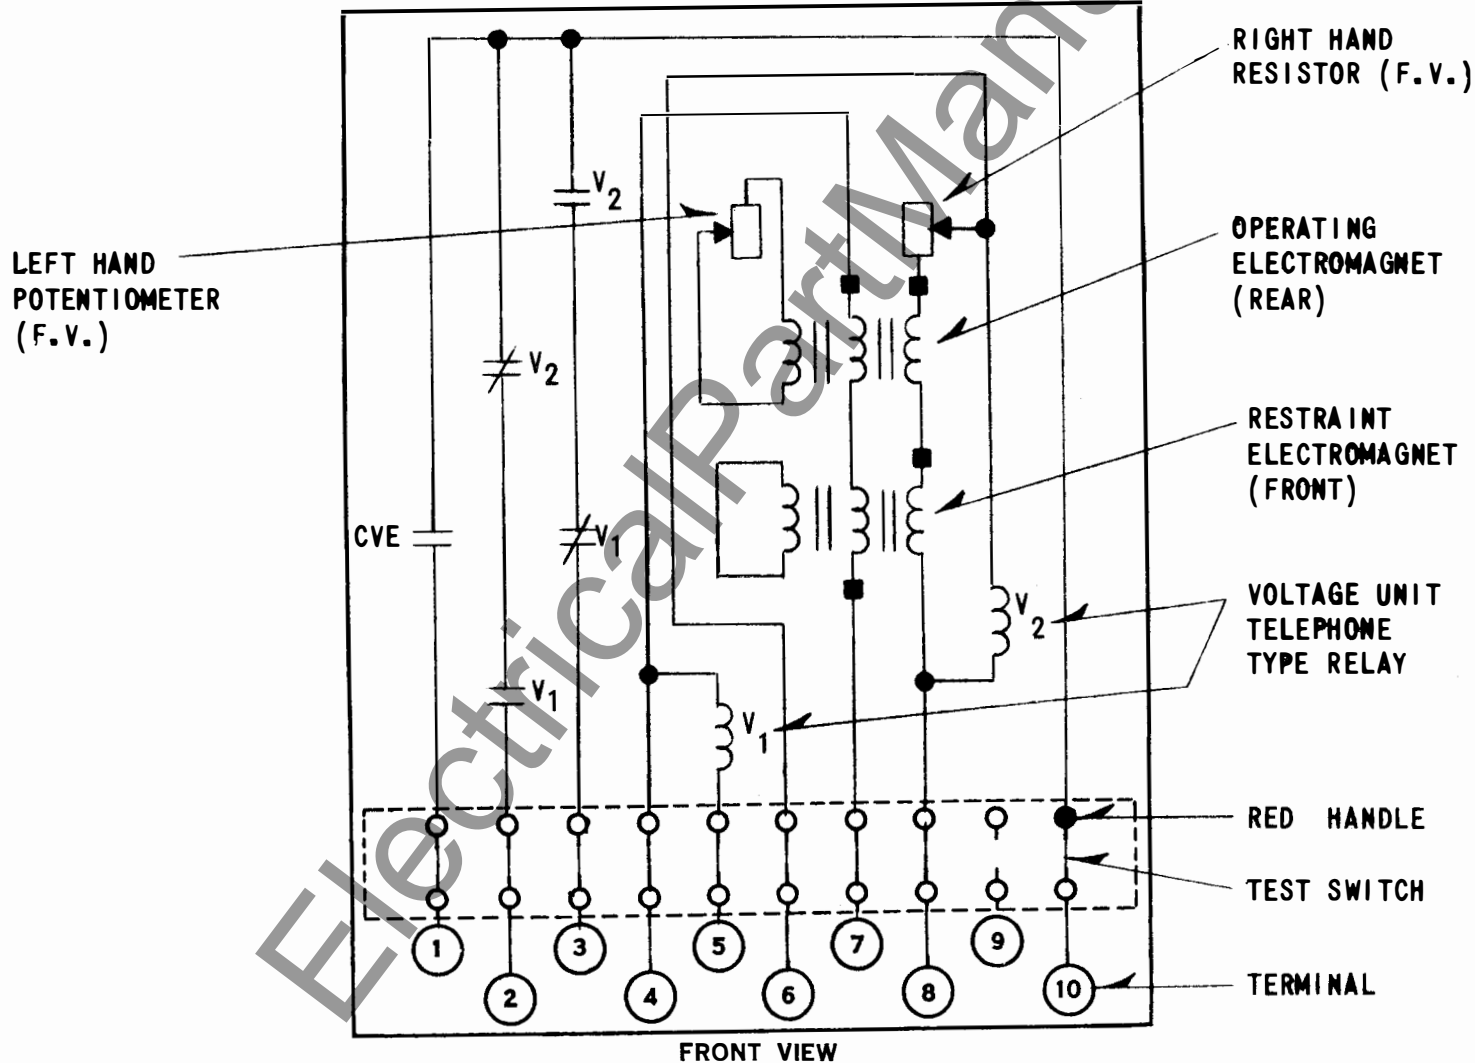 RIGHT HAND
RESISTOR (F.V.)
LEFT HAND
POTENTIOMETER
(F.V.)
OPERATING
ELECTROMAGNET
(REAR)
RESTRAINT
ELECTROMAGNET
(FRONT)
VOLTAGE UNIT
TELEPHONE
TYPE RELAY
RED HANDLE
TEST SWITCH
TERMINAL
V2
V2
CVE
V1
V1
V2
V1
1
2
3
4
5
6
7
8
9
10
FRONT VIEW
ElectricalPartManu